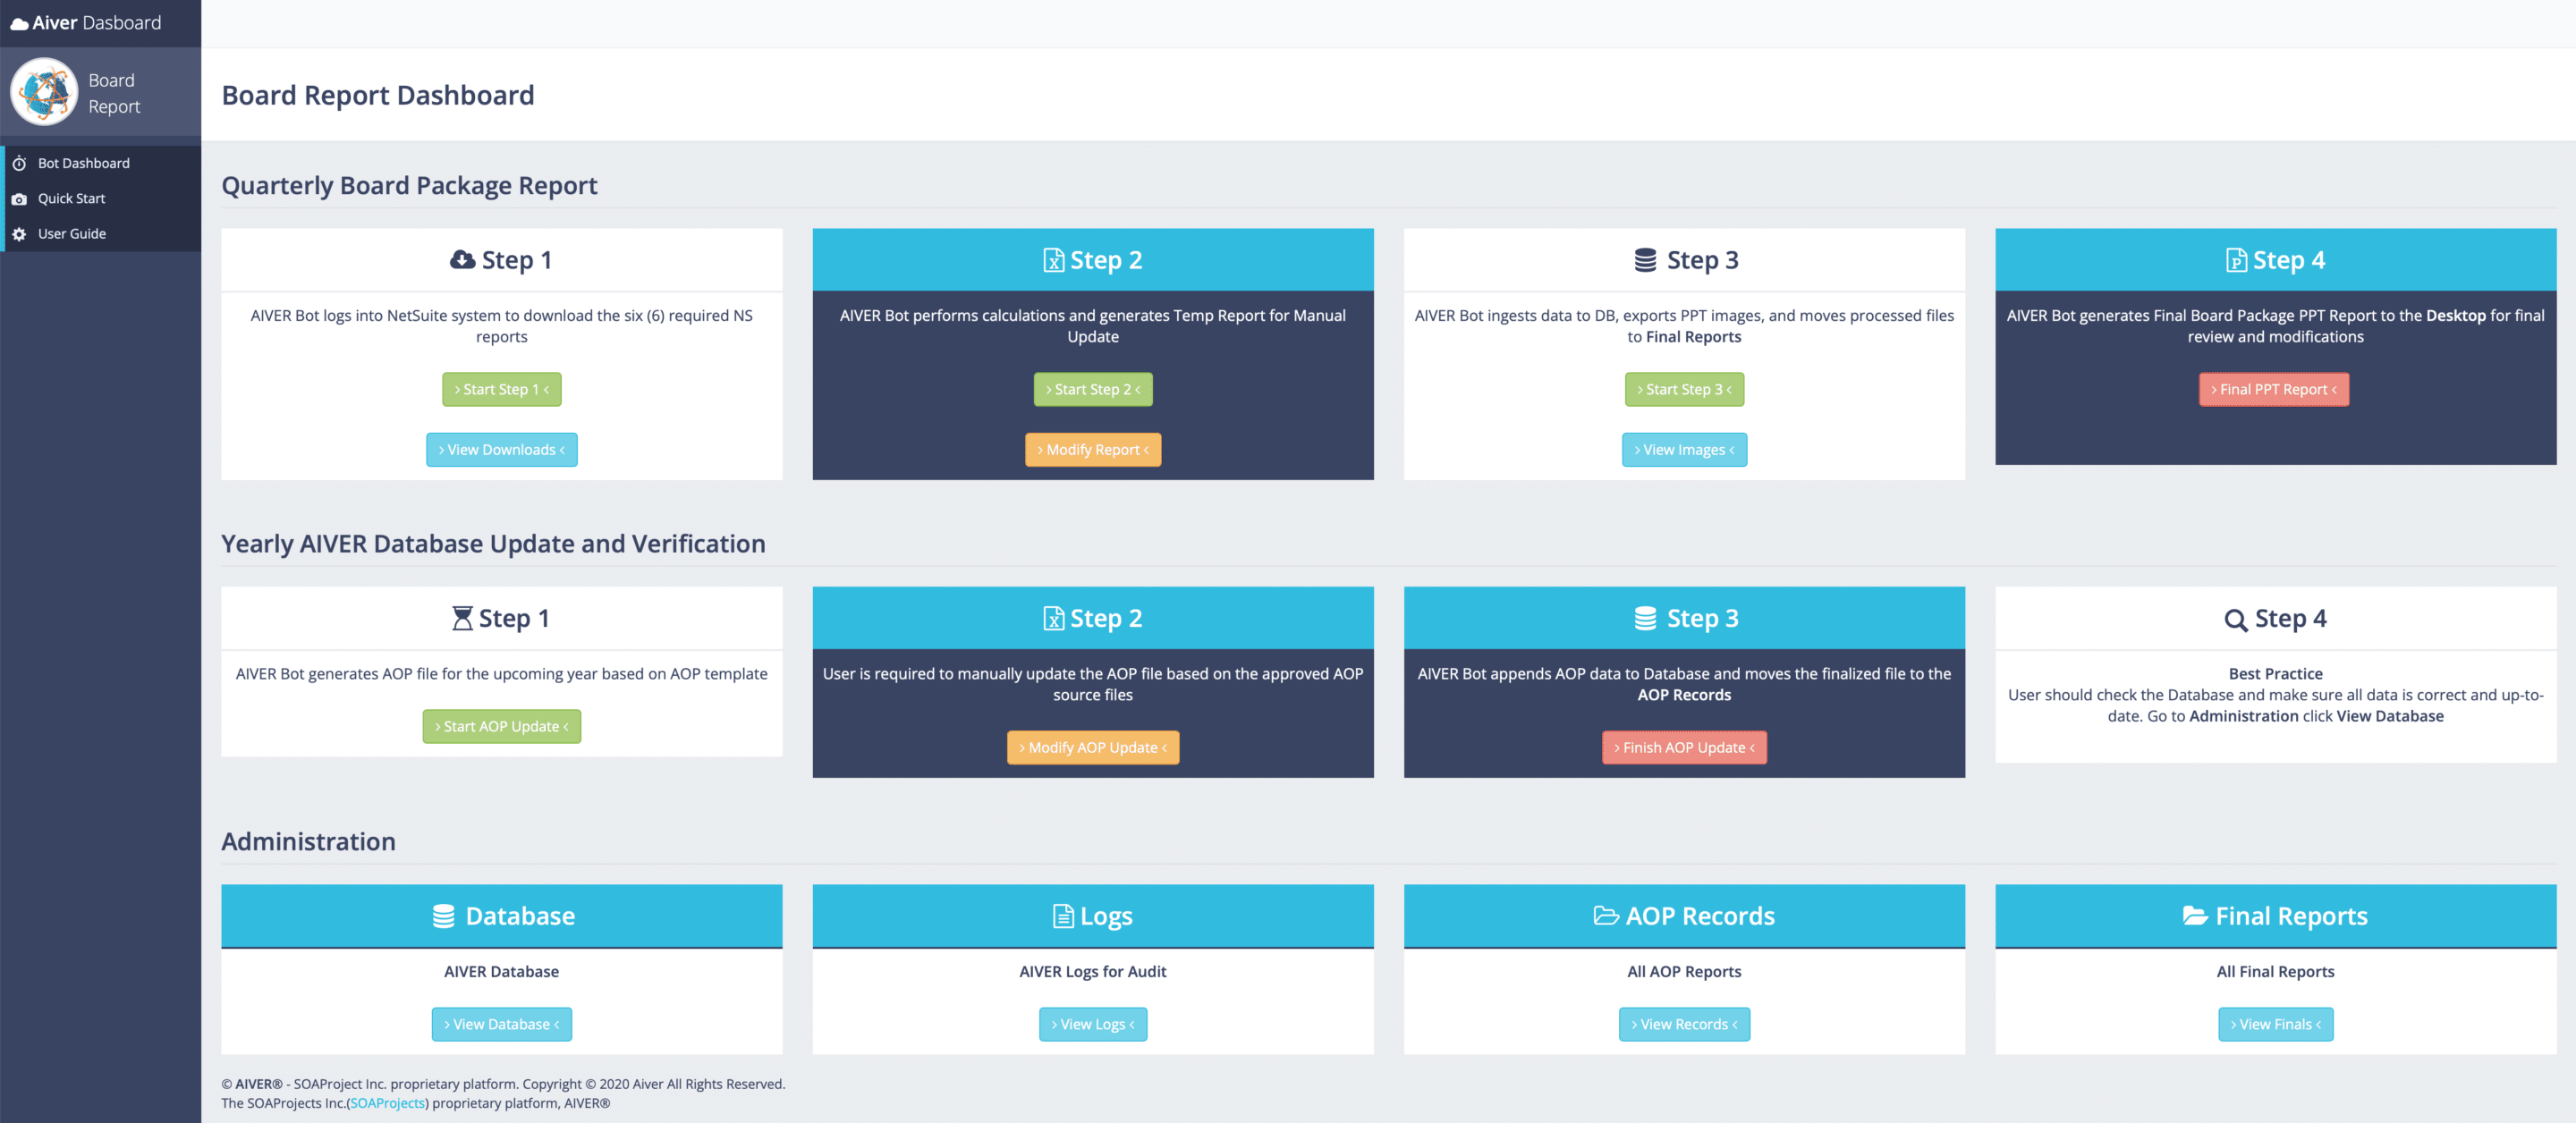 Aiver Dasboard
Board
Report
Bot Dashboard
Quick Start
User Guide
Board Report Dashboard
Quarterly Board Package Report
Step 1
AIVER Bot logs into NetSuite system to download the six (6) required NS
reports
> Start Step 1 <
> View Downloads <
Step 2
AIVER Bot performs calculations and generates Temp Report for Manual
Update
> Start Step 2 <
> Modify Report <
Step 3
AIVER Bot ingests data to DB, exports PPT images, and moves processed files
to Final Reports
> Start Step 3 <
> View Images <
Step 4
AIVER Bot generates Final Board Package PPT Report to the Desktop for final
review and modifications
> Final PPT Report <
Yearly AIVER Database Update and Verification
Step 1
AIVER Bot generates AOP file for the upcoming year based on AOP template
> Start AOP Update <
Step 2
User is required to manually update the AOP file based on the approved AOP
source files
> Modify AOP Update <
Step 3
AIVER Bot appends AOP data to Database and moves the finalized file to the
AOP Records
> Finish AOP Update <
Step 4
Best Practice
User should check the Database and make sure all data is correct and up-to-
date. Go to Administration click View Database
Administration
Database
AIVER Database
> View Database <
Logs
AIVER Logs for Audit
> View Logs <
AOP Records
All AOP Reports
> View Records <
Final Reports
All Final Reports
> View Finals <
© AIVER® - SOAProject Inc. proprietary platform. Copyright © 2020 Aiver All Rights Reserved.
The SOAProjects Inc.(SOAProjects) proprietary platform, AIVER®